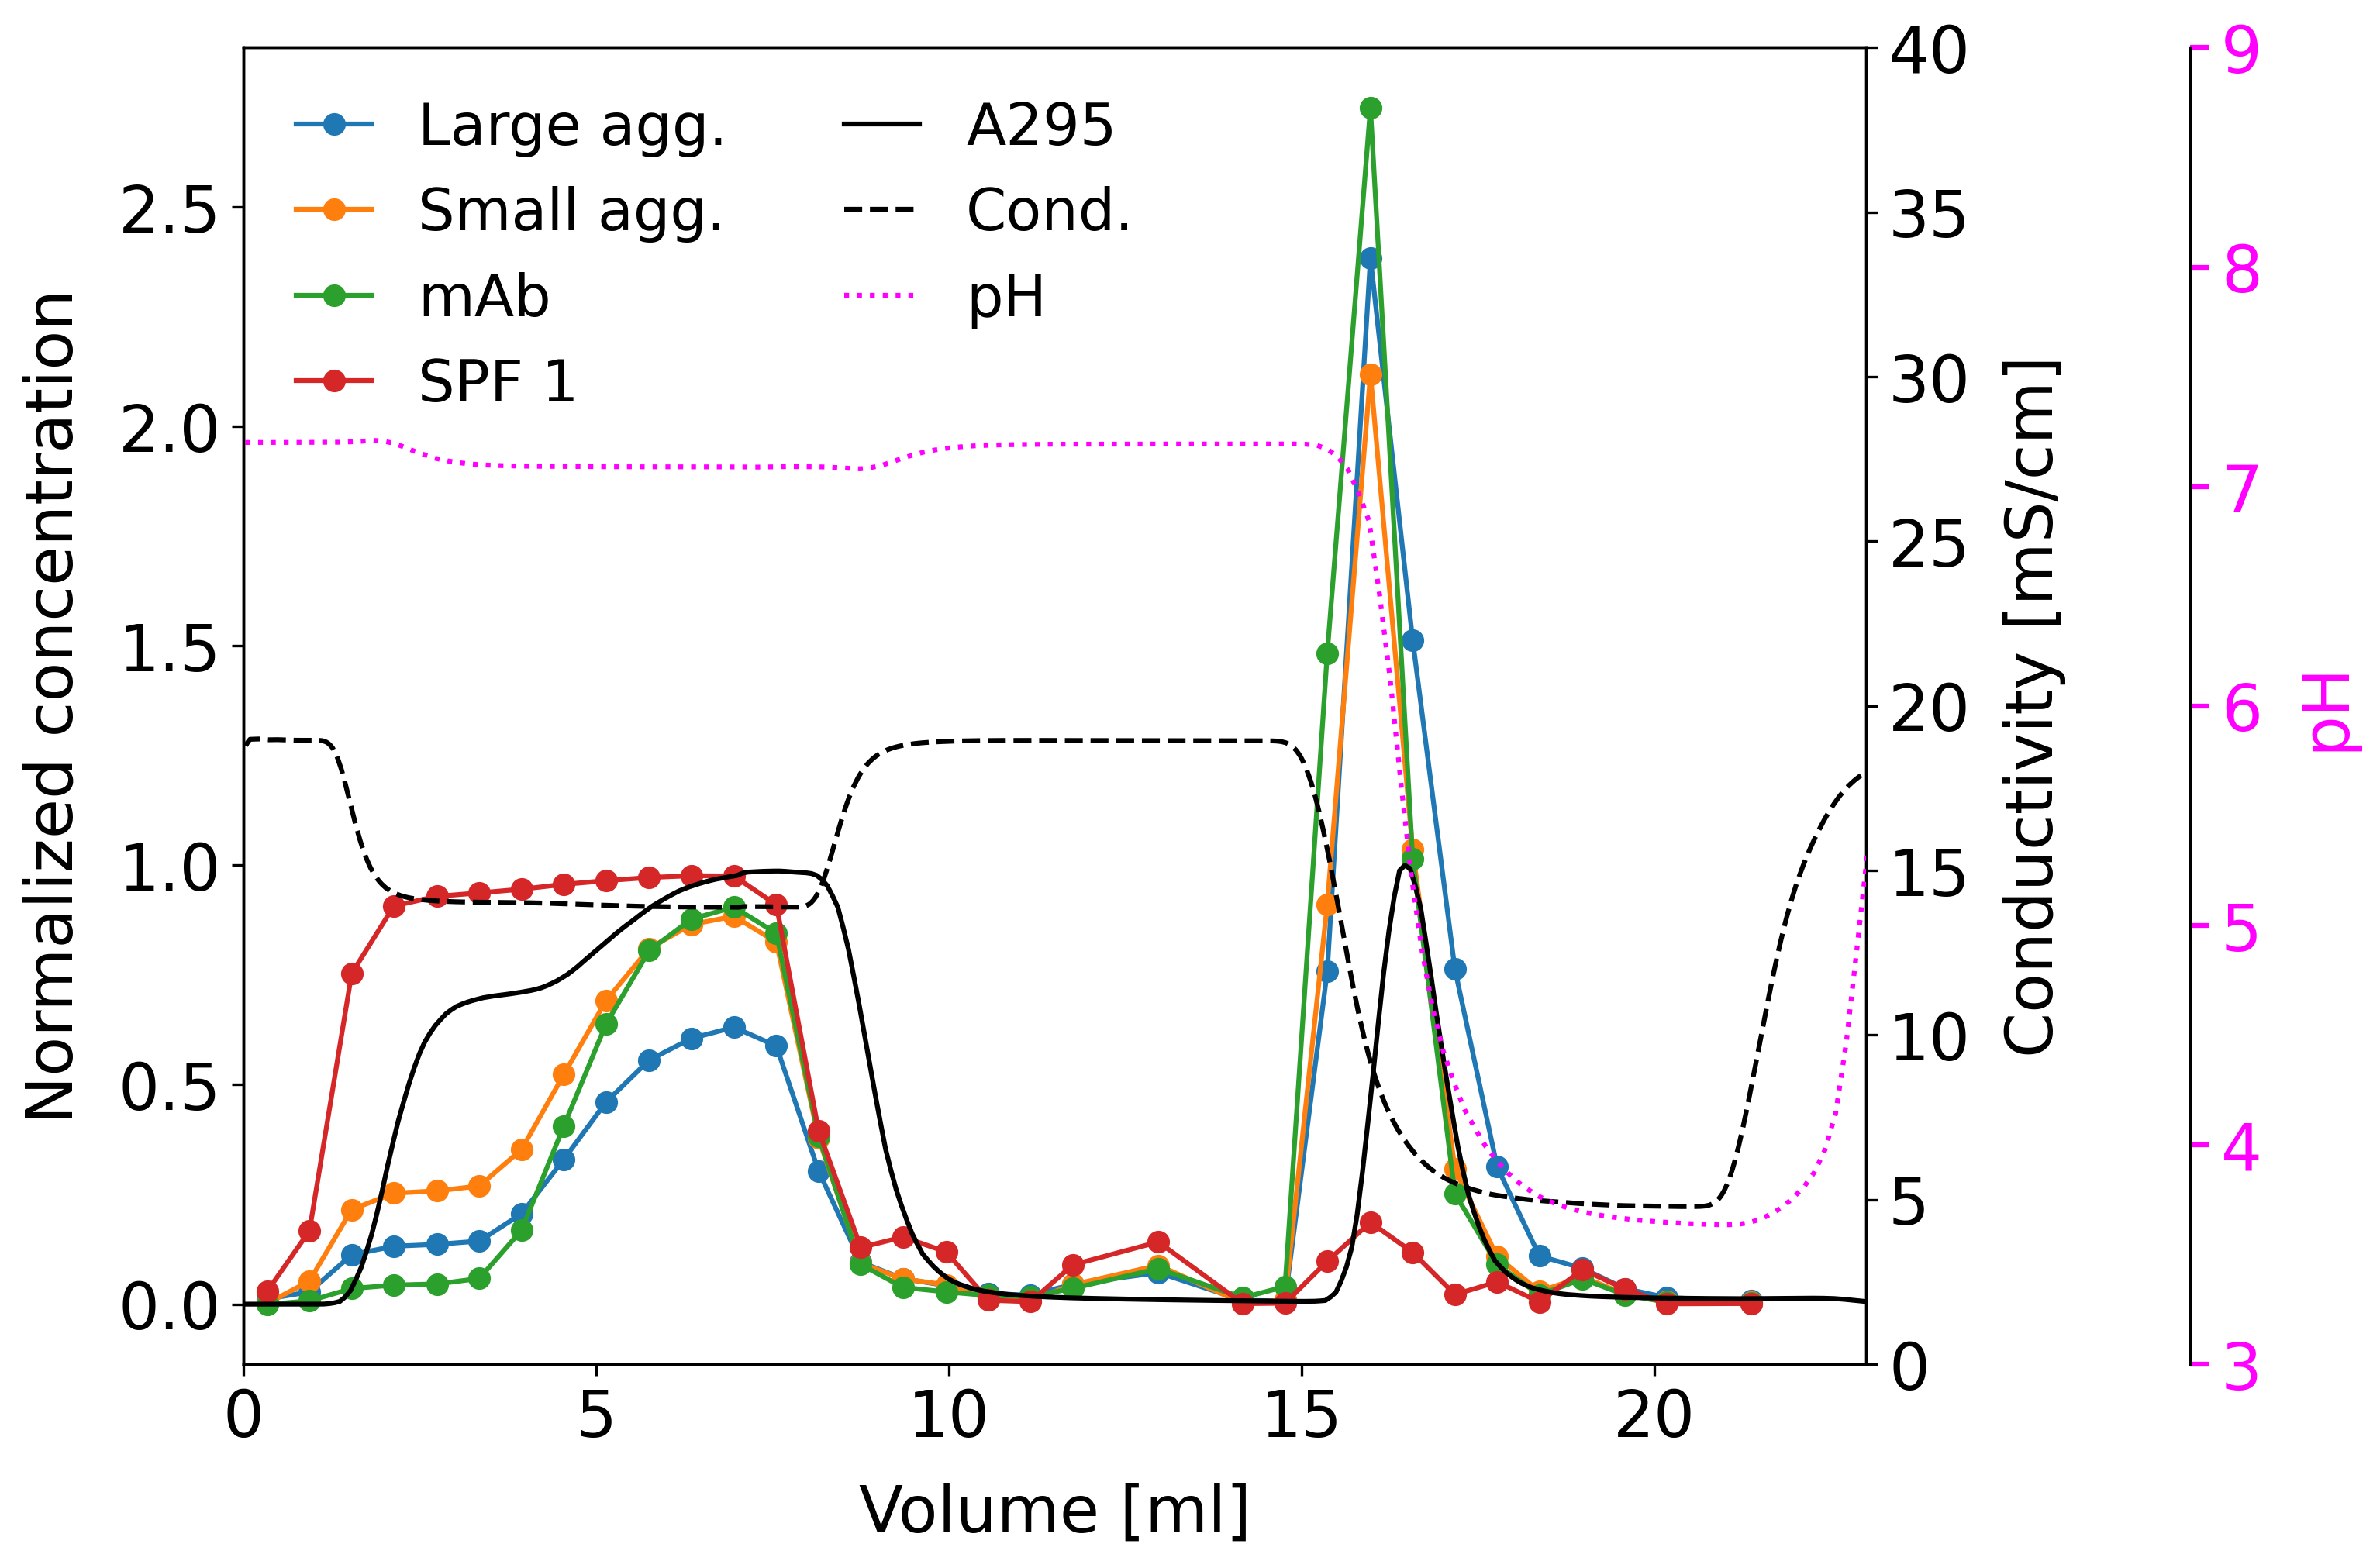 Large agg.
Small agg.
mAb
SPF 1
A295
Cond.
pH
Normalized concentration
2.5
2.0
1.5
1.0
0.5
0.0
0
5
10
15
20
Volume [ml]
40
35
30
25
20
15
10
5
0
Conductivity [mS/cm]
9
8
7
6
5
4
3
pH